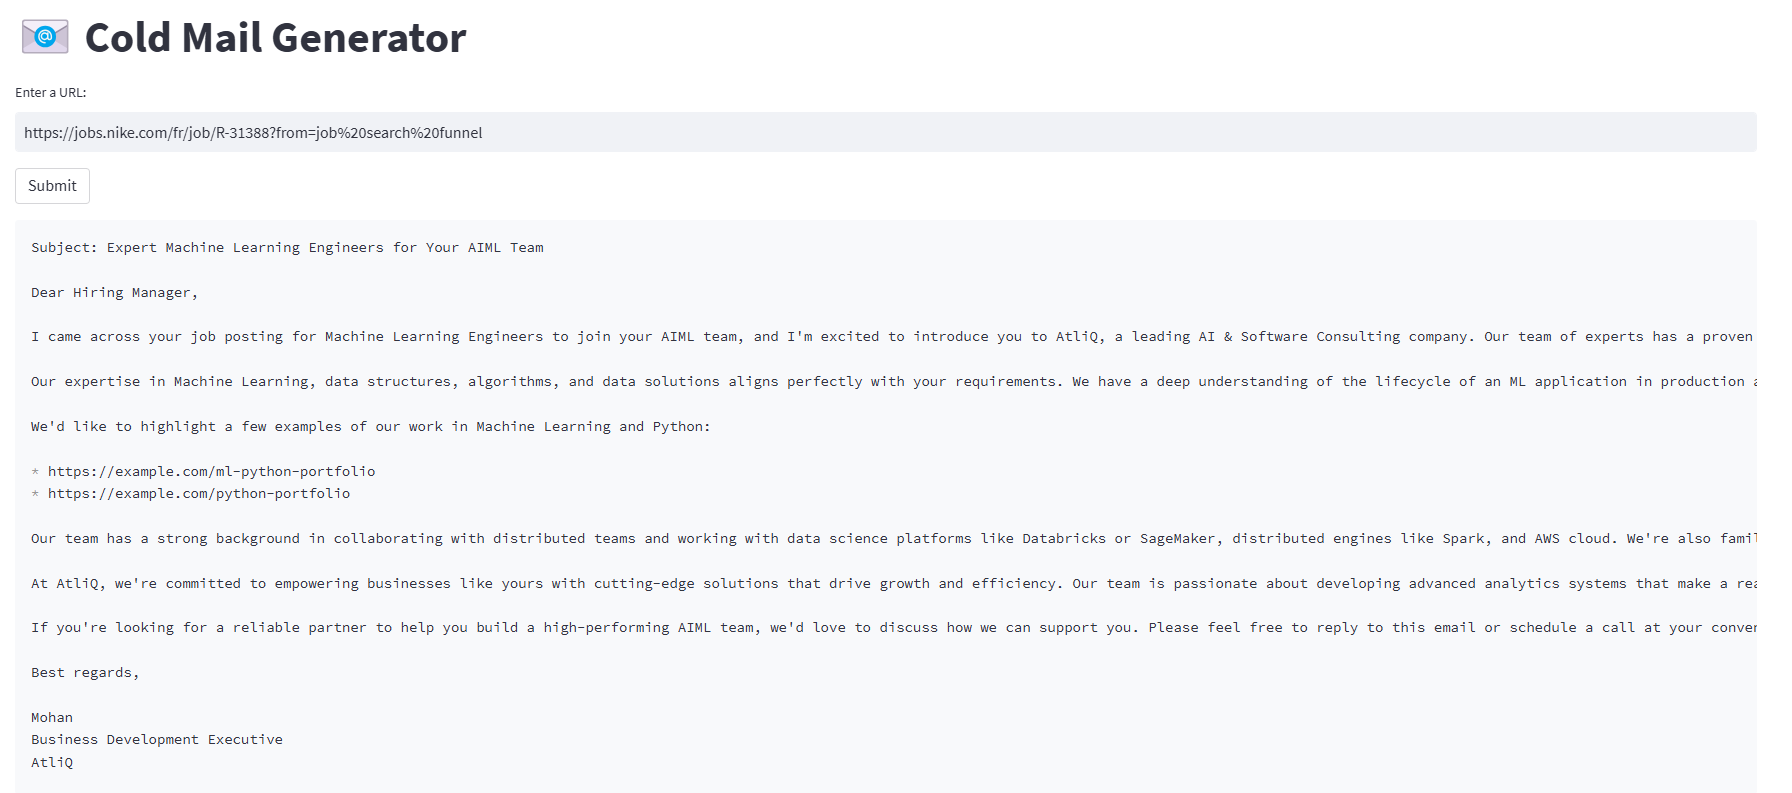 Cold Mail Generator
Enter a URL:
https://jobs.nike.com/fr/job/R-31388?from=job%20search%20funnel
Submit
Subject: Expert Machine Learning Engineers for Your AIML Team
Dear Hiring Manager,
I came across your job posting for Machine Learning Engineers to join your AIML team, and I'm excited to introduce you to AtliQ, a leading AI & Software Consulting company. Our team of experts has a proven
Our expertise in Machine Learning, data structures, algorithms, and data solutions aligns perfectly with your requirements. We have a deep understanding of the lifecycle of an ML application in production
We'd like to highlight a few examples of our work in Machine Learning and Python:
* https://example.com/ml-python-portfolio
* https://example.com/python-portfolio
Our team has a strong background in collaborating with distributed teams and working with data science platforms like Databricks or SageMaker, distributed engines like Spark, and AWS cloud. We're also
At AtliQ, we're committed to empowering businesses like yours with cutting-edge solutions that drive growth and efficiency. Our team is passionate about developing advanced analytics systems that make a
If you're looking for a reliable partner to help you build a high-performing AIML team, we'd love to discuss how we can support you. Please feel free to reply to this email or schedule a call at your
Best regards,
Mohan
Business Development Executive
AtliQ